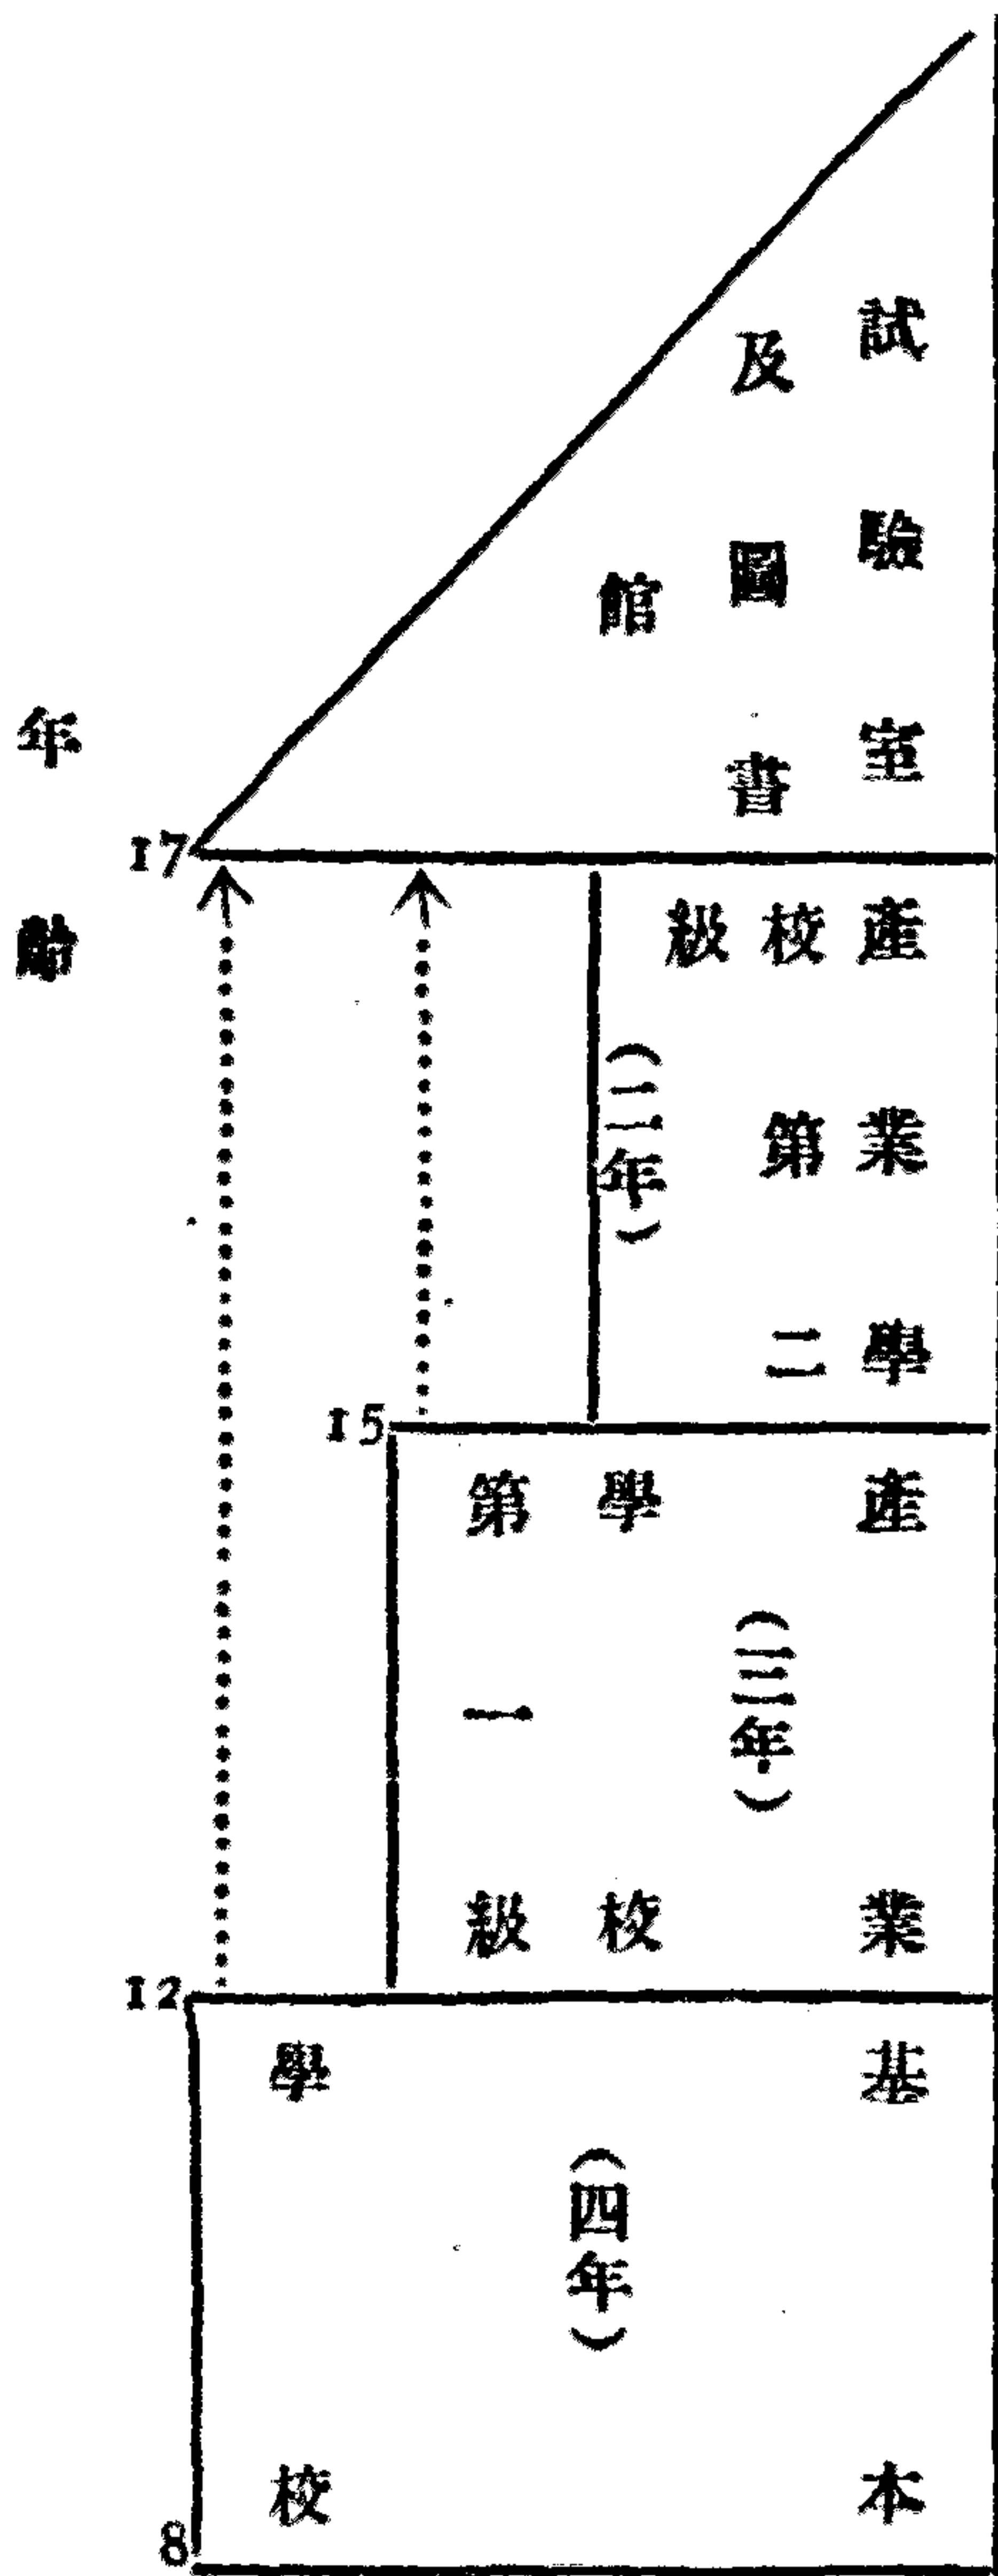 年齡
試驗室
及圖書
館
17
產業學
校第二
級
(二年)
15
產業
(三年)
學校
第一級
12
基本
(四年)
學校
8